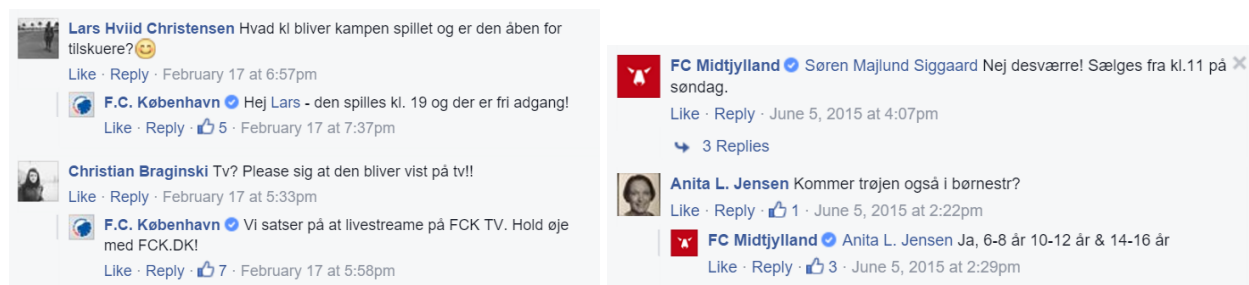 Lars Hviid Christensen Hvad kl bliver kampen spillet og er den åben for
tilskuere?😊
Like · Reply · February 17 at 6:57pm
F.C. København Hej Lars - den spilles kl. 19 og der er fri adgang!
Like · Reply · 5 · February 17 at 7:37pm
Christian Braginski Tv? Please sig at den bliver vist på tv!!
Like · Reply · February 17 at 5:33pm
F.C. København Vi satser på at livestreame på FCK TV. Hold øje
med FCK.DK!
Like · Reply · 7 · February 17 at 5:58pm
FC Midtjylland Søren Majlund Siggaard Nej desværre! Sælges fra kl.11 på
søndag.
Like · Reply · June 5, 2015 at 4:07pm
3 Replies
Anita L. Jensen Kommer trøjen også i børnestr?
Like · Reply · 1 · June 5, 2015 at 2:22pm
FC Midtjylland Anita L. Jensen Ja, 6-8 år 10-12 år & 14-16 år
Like · Reply · 3 · June 5, 2015 at 2:29pm